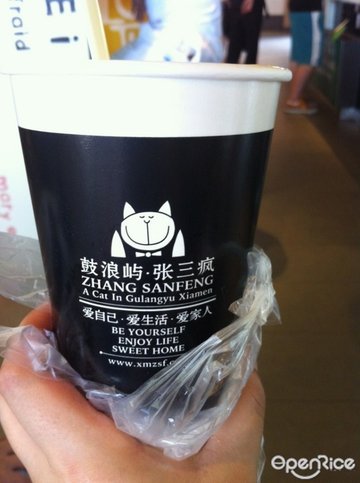 鼓浪屿·张三疯
ZHANG SANFENG
A Cat In Gulangyu Xiamen
爱自己·爱生活·爱家人
BE YOURSELF
ENJOY LIFE
SWEET HOME
OpenRice